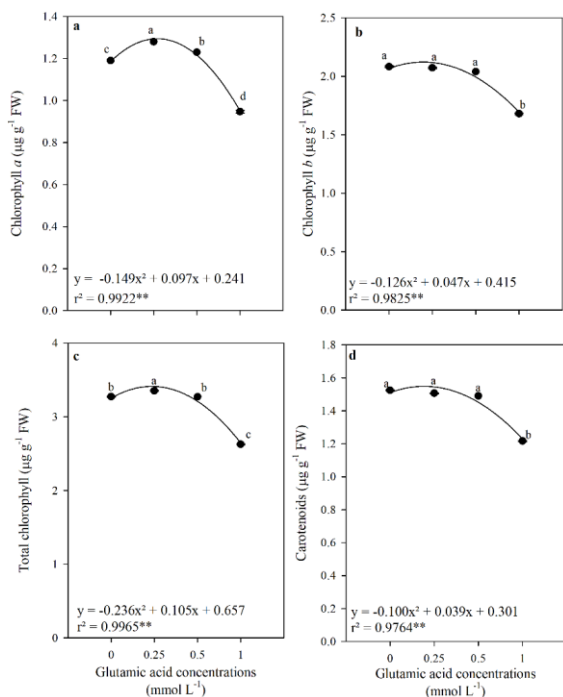 a
1.4
1.2
0.6
0.4
0.2
0.0
Chlorophyll a (µg g⁻¹ FW)
c
a
b
d
y = -0.149x² + 0.097x + 0.241
r² = 0.9922**
b
2.5
2.0
1.5
1.0
0.5
0.0
Chlorophyll b (µg g⁻¹ FW)
a
a
a
b
y = -0.126x² + 0.047x + 0.415
r² = 0.9825**
c
4
3
2
1
0
Total chlorophyll (µg g⁻¹ FW)
b
a
b
c
y = -0.236x² + 0.105x + 0.657
r² = 0.9965**
0 0.25 0.5 1
Glutamic acid concentrations
(mmol L⁻¹)
d
1.8
1.6
1.4
1.2
1.0
0.8
0.6
0.4
0.2
0.0
Carotenoids (µg g⁻¹ FW)
a
a
a
b
y = -0.100x² + 0.039x + 0.301
r² = 0.9764**
0 0.25 0.5 1
Glutamic acid concentrations
(mmol L⁻¹)